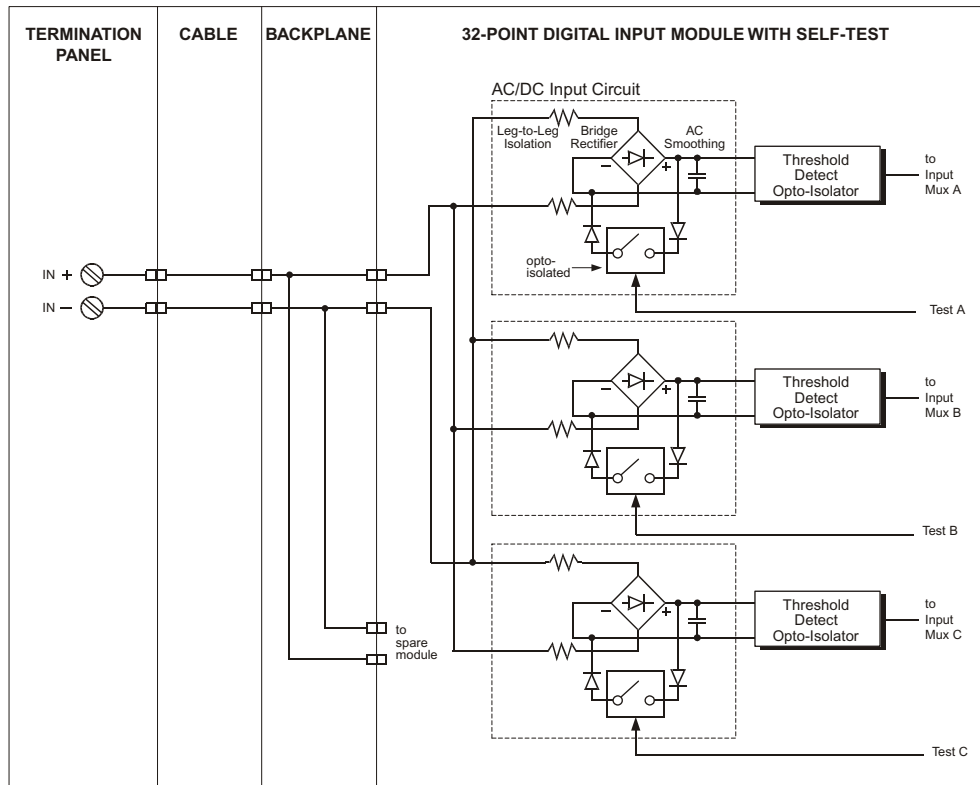 TERMINATION
PANEL
CABLE
BACKPLANE
32-POINT DIGITAL INPUT MODULE WITH SELF-TEST
AC/DC Input Circuit
Leg-to-Leg
Isolation
Bridge
Rectifier
AC
Smoothing
− +
Threshold
Detect
Opto-Isolator
to
Input
Mux A
opto-
isolated
Test A
IN +
IN −
− +
Threshold
Detect
Opto-Isolator
to
Input
Mux B
Test B
− +
Threshold
Detect
Opto-Isolator
to
Input
Mux C
to
spare
module
Test C